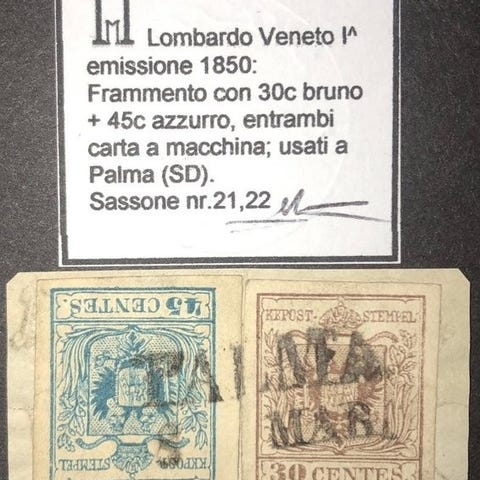 M Lombardo Veneto I^
emissione 1850:
Frammento con 30c bruno
+ 45c azzurro, entrambi
carta a macchina; usati a
Palma (SD).
Sassone nr.21,22
45 CENTES.
KKPOST-STEMPEL
PALMA
MAR.
KKPOST-
STEMPEL
30 CENTES